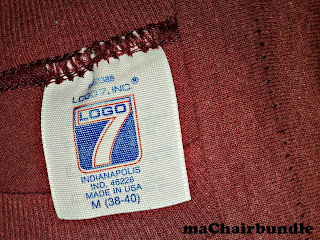 LOGO 7, INC.®
LOGO
7
INDIANAPOLIS
IND. 46226
MADE IN USA
M (38-40)
maChairbundle